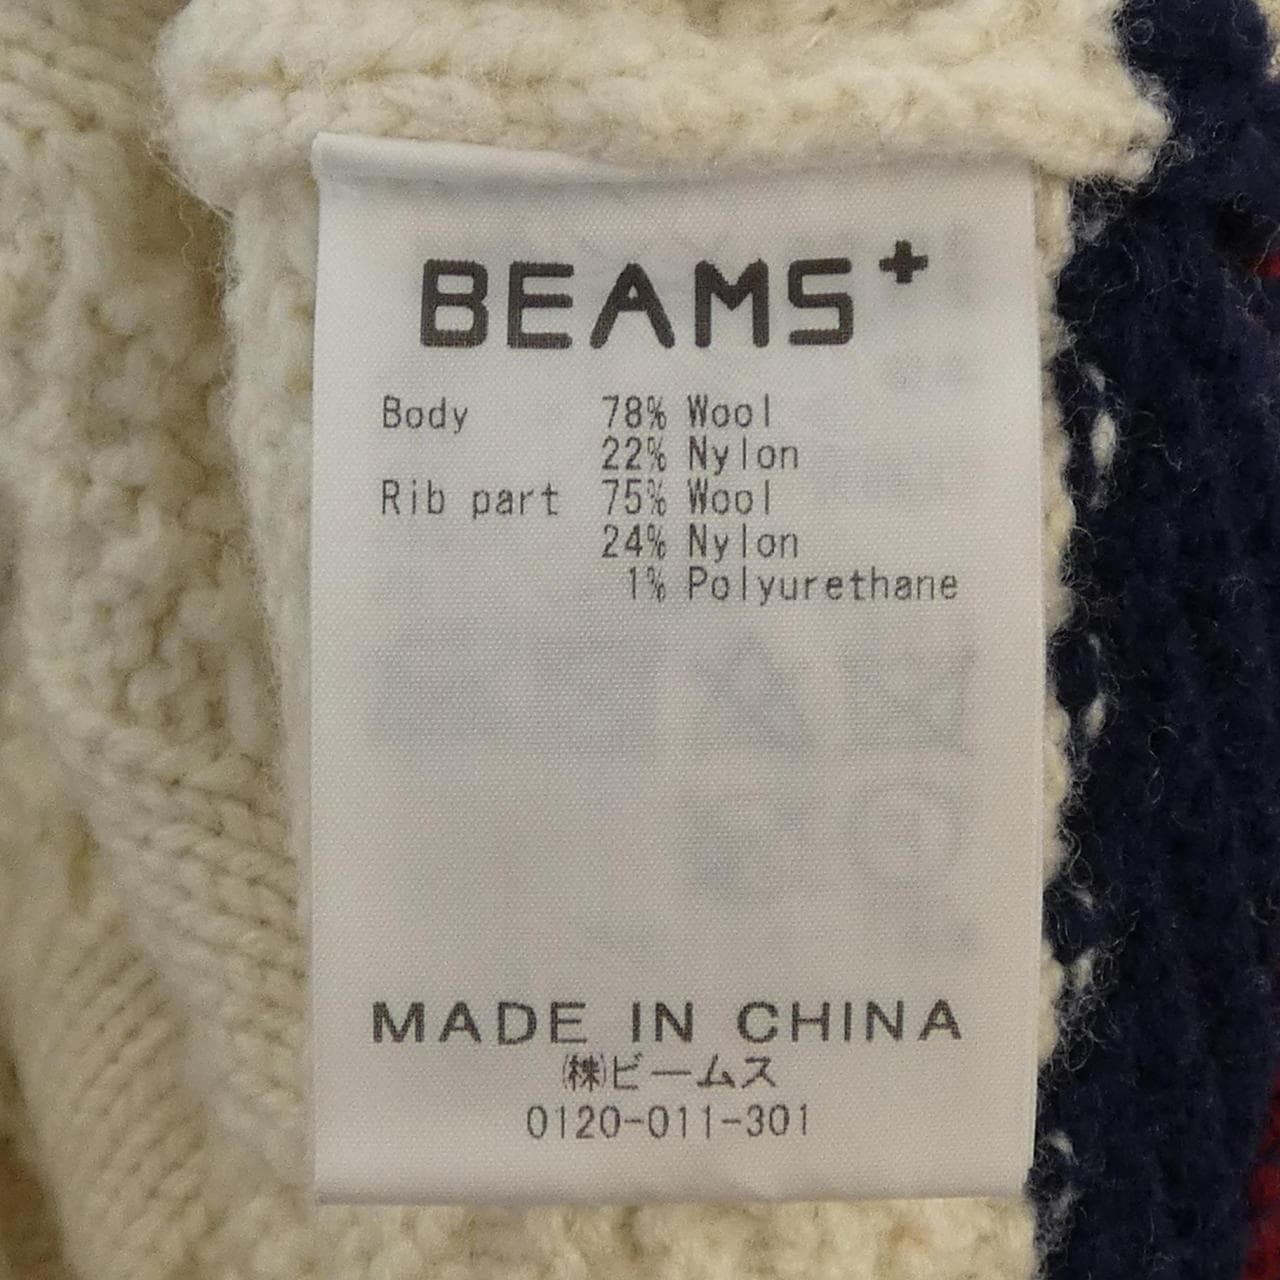 BEAMS+
Body 78% Wool
22% Nylon
Rib part 75% Wool
24% Nylon
1% Polyurethane
MADE IN CHINA
㈱ビームス
0120-011-301